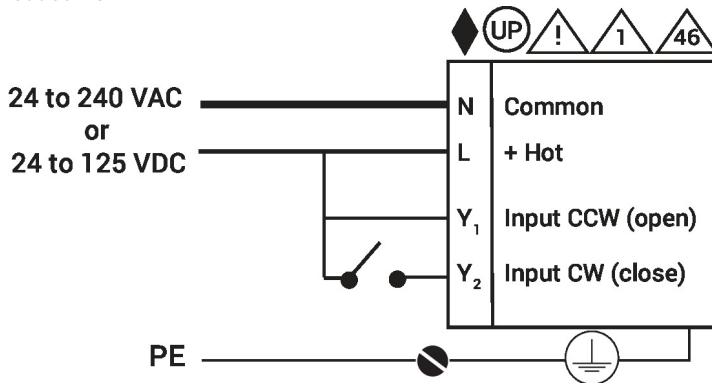 UP ! 1 46
24 to 240 VAC
or
24 to 125 VDC
N Common
L + Hot
Y1 Input CCW (open)
Y2 Input CW (close)
PE